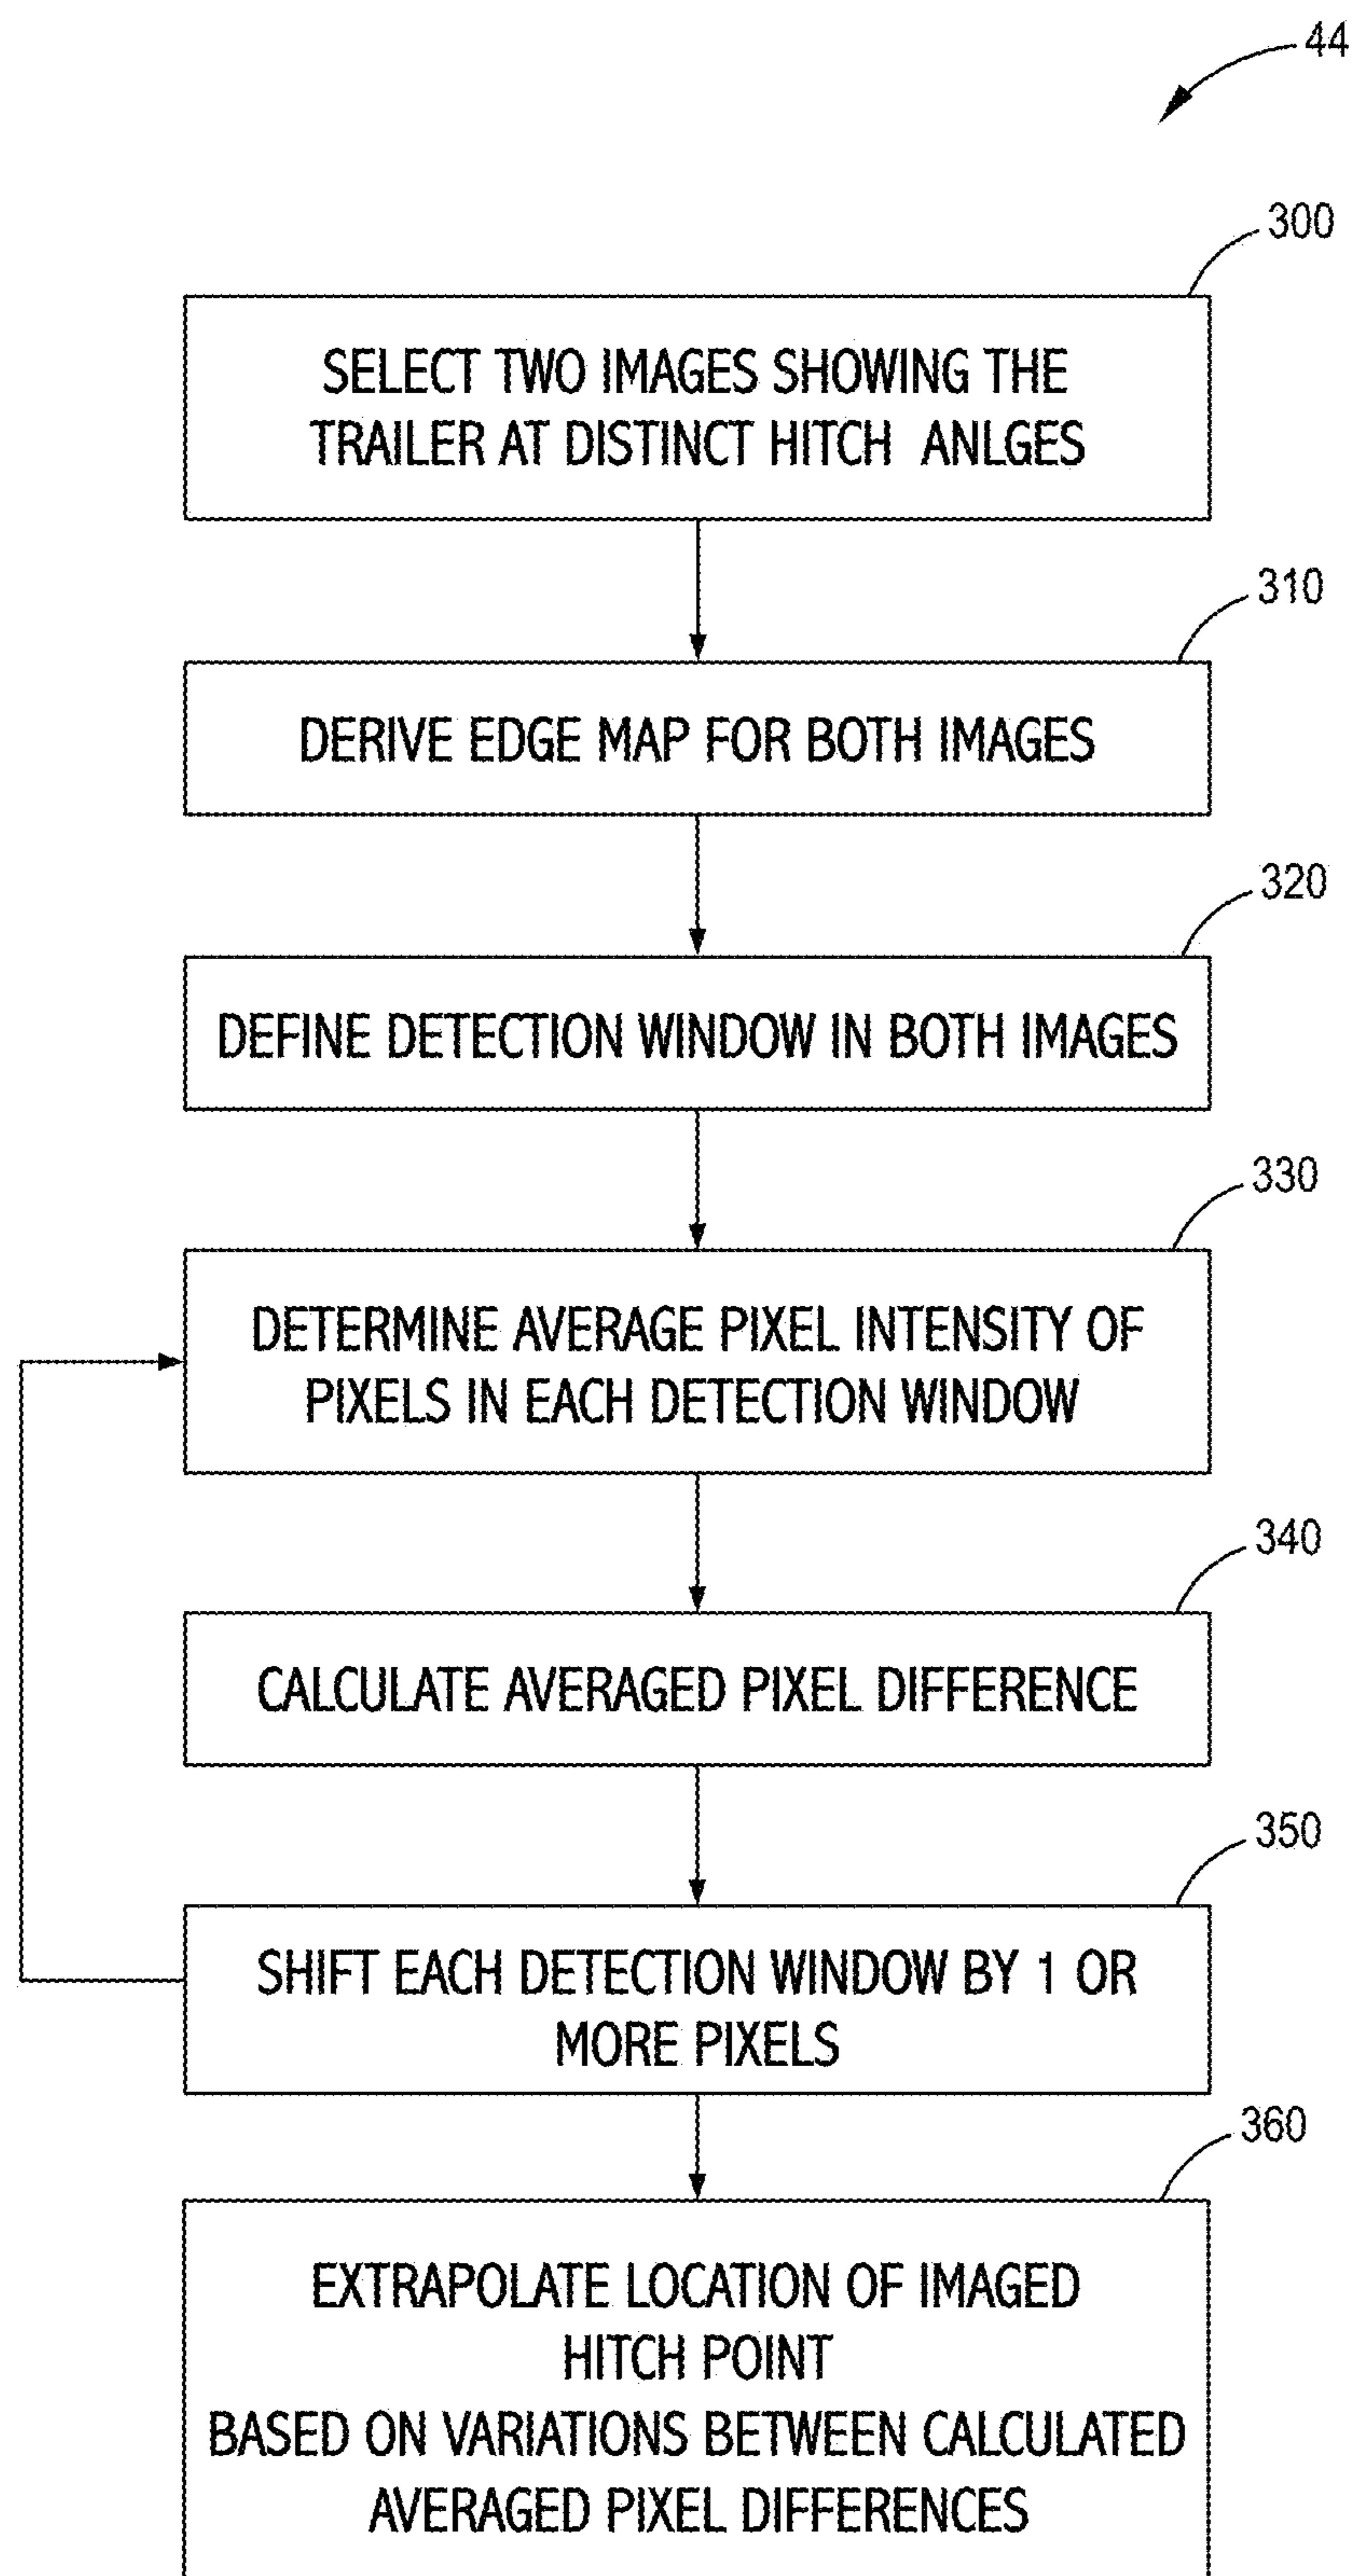 44
300
SELECT TWO IMAGES SHOWING THE
TRAILER AT DISTINCT HITCH ANLGES
310
DERIVE EDGE MAP FOR BOTH IMAGES
320
DEFINE DETECTION WINDOW IN BOTH IMAGES
330
DETERMINE AVERAGE PIXEL INTENSITY OF
PIXELS IN EACH DETECTION WINDOW
340
CALCULATE AVERAGED PIXEL DIFFERENCE
350
SHIFT EACH DETECTION WINDOW BY 1 OR
MORE PIXELS
360
EXTRAPOLATE LOCATION OF IMAGED
HITCH POINT
BASED ON VARIATIONS BETWEEN CALCULATED
AVERAGED PIXEL DIFFERENCES